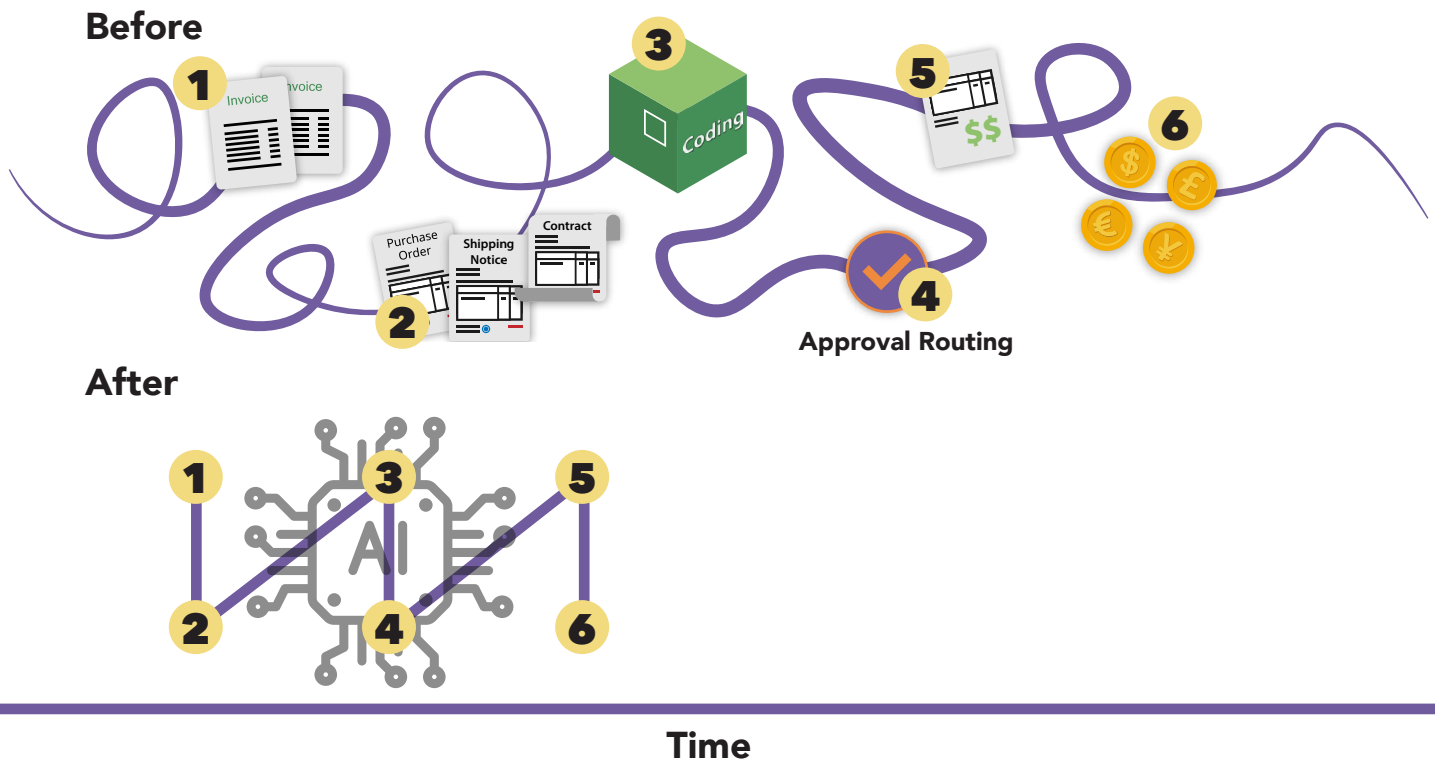 Before
1
Invoice
nvoice
2
Purchase
Order
Shipping
Notice
Contract
3
Coding
4
Approval Routing
5
$$
6
$
£
€
¥
After
1
3
5
AI
2
4
6
Time